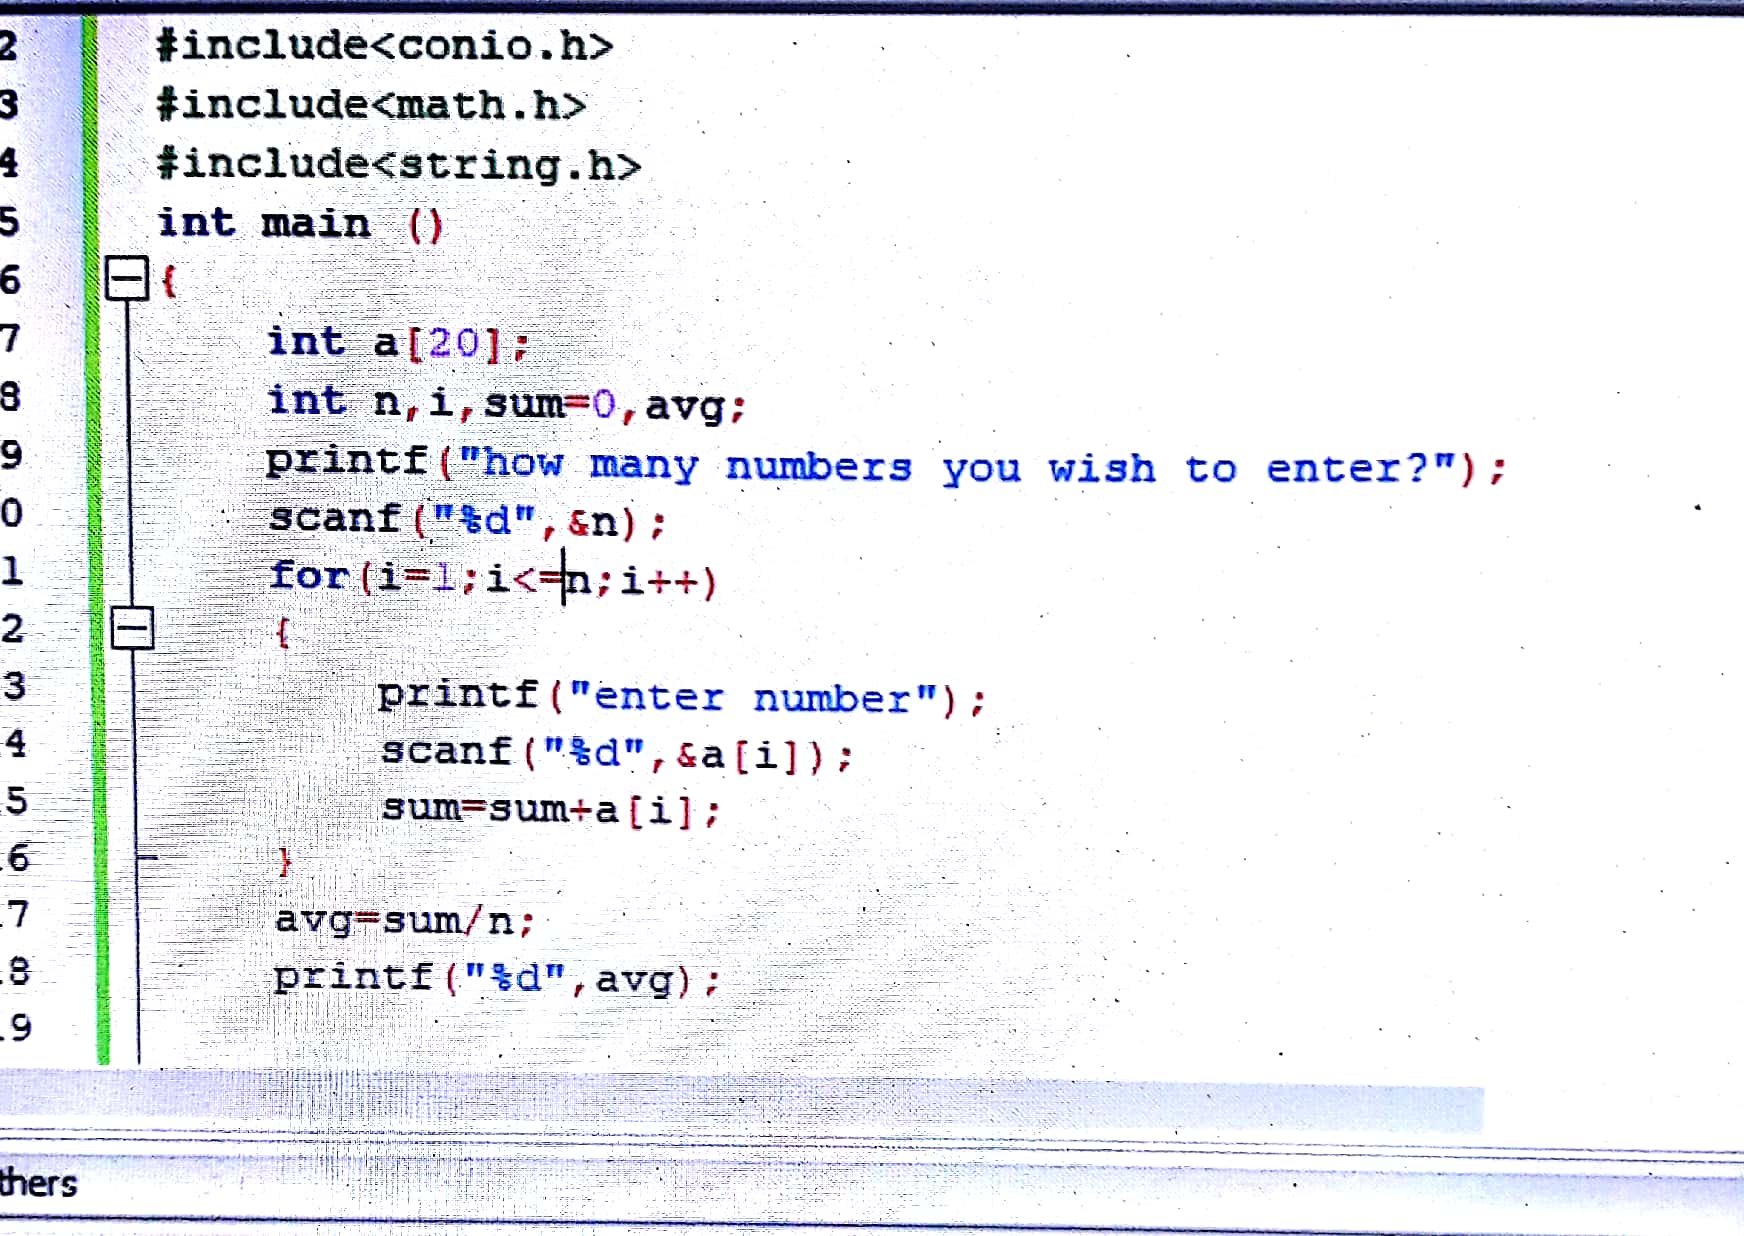 2 #include<conio.h>
3 #include<math.h>
4 #include<string.h>
5 int main ()
6 {
7 int a[20];
8 int n,i,sum=0,avg;
9 printf("how many numbers you wish to enter?");
0 scanf("%d",&n);
1 for(i=1;i<=n;i++)
2 {
3 printf("enter number");
4 scanf("%d",&a[i]);
5 sum=sum+a[i];
6 }
7 avg=sum/n;
8 printf("%d",avg);
9
thers